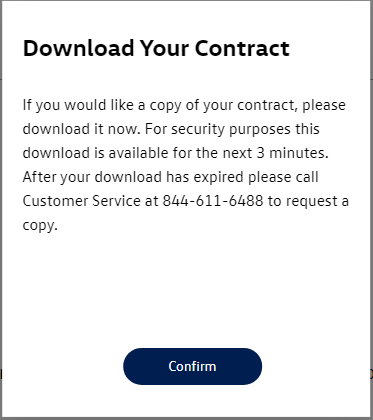 Download Your Contract
If you would like a copy of your contract, please
download it now. For security purposes this
download is available for the next 3 minutes.
After your download has expired please call
Customer Service at 844-611-6488 to request a
copy.
Confirm